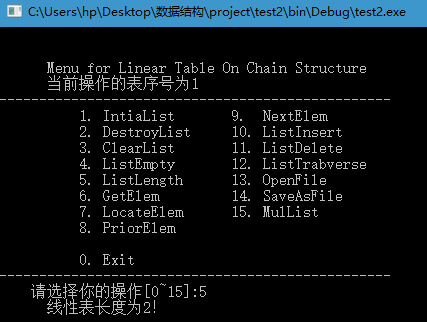 C:\Users\hp\Desktop\数据结构\project\test2\bin\Debug\test2.exe
Menu for Linear Table On Chain Structure
当前操作的表序号为1
-------------------------------------------------
1. IntiaList 9. NextElem
2. DestroyList 10. ListInsert
3. ClearList 11. ListDelete
4. ListEmpty 12. ListTrabverse
5. ListLength 13. OpenFile
6. GetElem 14. SaveAsFile
7. LocateElem 15. MulList
8. PriorElem
0. Exit
-------------------------------------------------
请选择你的操作[0~15]:5
线性表长度为2!